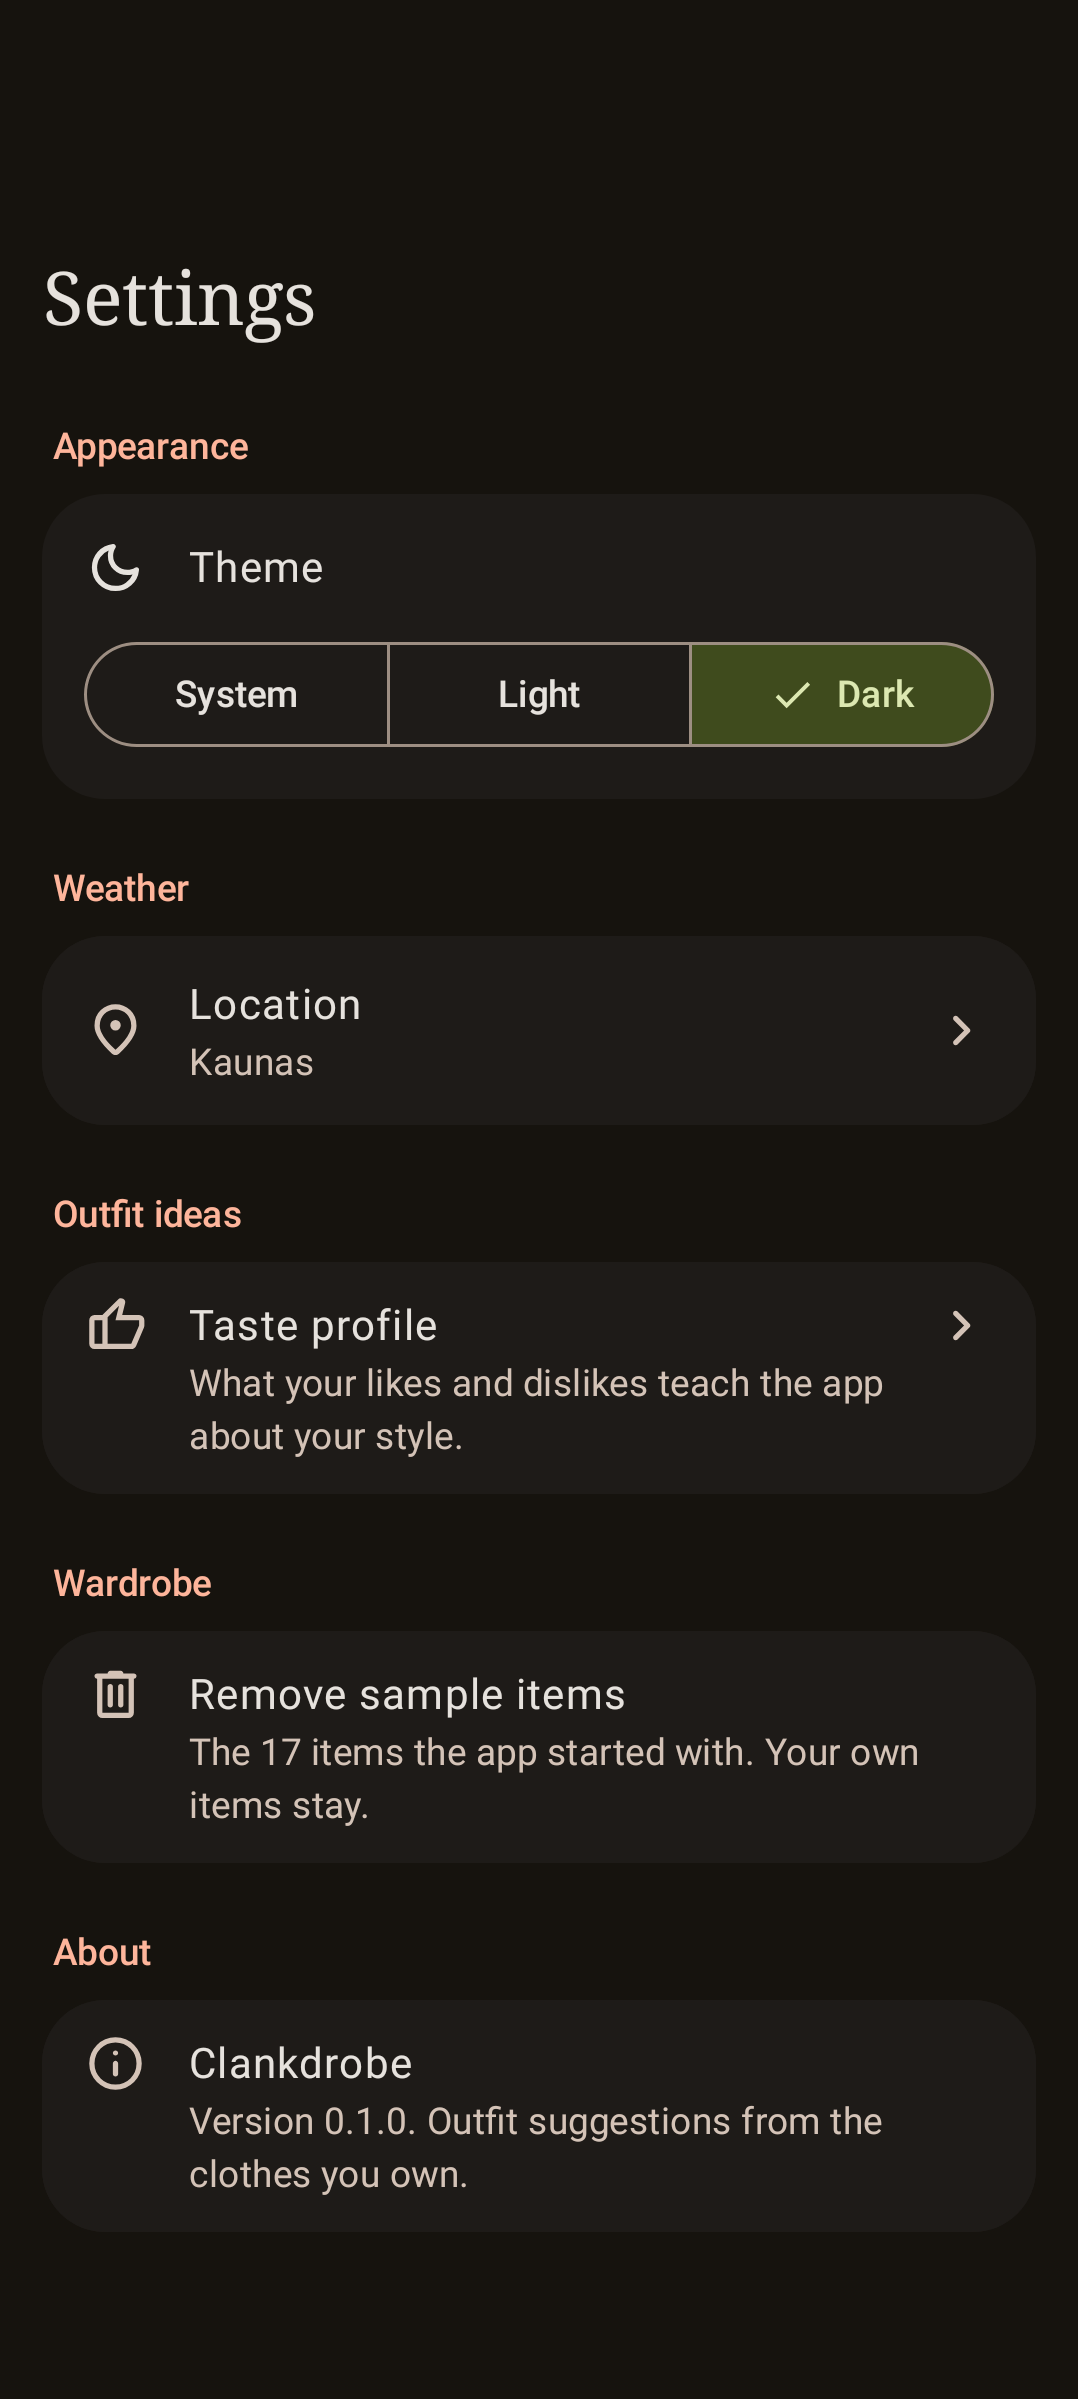 Settings
Appearance
Theme
System
Light
Dark
Weather
Location
Kaunas
Outfit ideas
Taste profile
What your likes and dislikes teach the app
about your style.
Wardrobe
Remove sample items
The 17 items the app started with. Your own
items stay.
About
Clankdrobe
Version 0.1.0. Outfit suggestions from the
clothes you own.